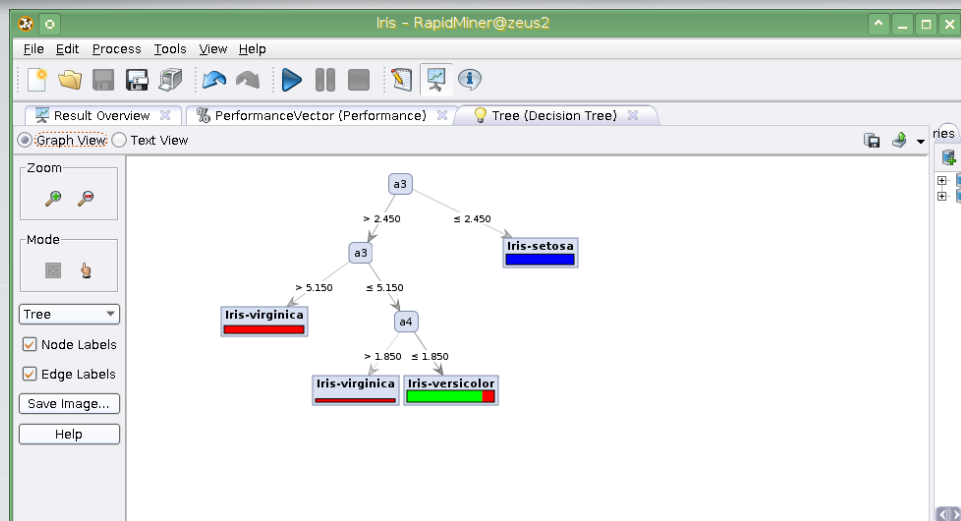 Iris – RapidMiner@zeus2
File Edit Process Tools View Help
Result Overview PerformanceVector (Performance) Tree (Decision Tree)
Graph View Text View
ries
Zoom
Mode
Tree
Node Labels
Edge Labels
Save Image...
Help
a3
> 2.450 ≤ 2.450
a3 Iris-setosa
> 5.150 ≤ 5.150
Iris-virginica a4
> 1.850 ≤ 1.850
Iris-virginica Iris-versicolor